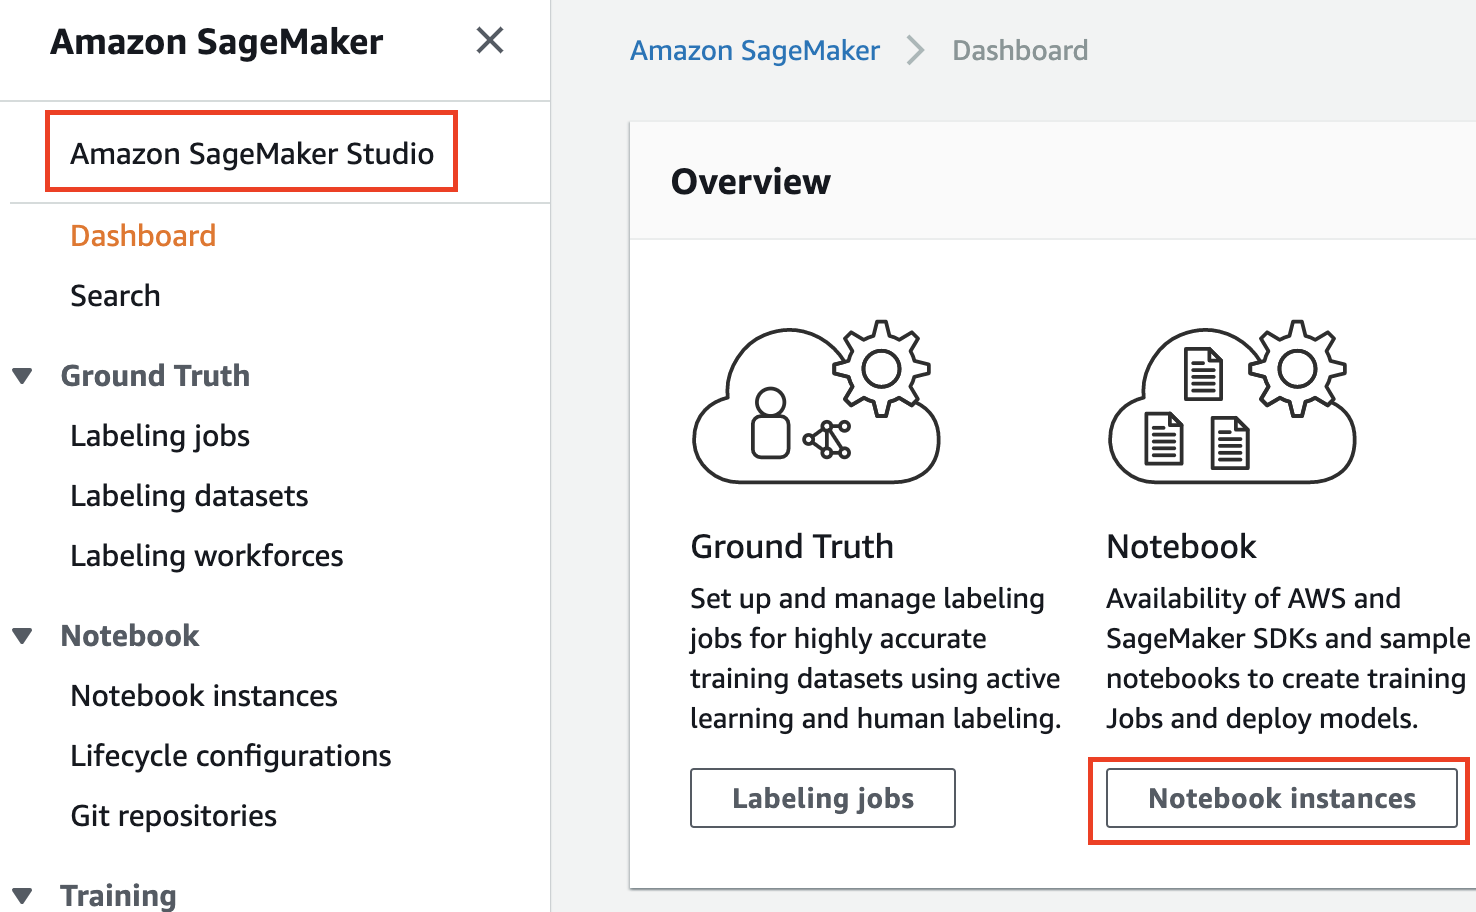 Amazon SageMaker
Amazon SageMaker Studio
Dashboard
Search
Ground Truth
Labeling jobs
Labeling datasets
Labeling workforces
Notebook
Notebook instances
Lifecycle configurations
Git repositories
Training
Amazon SageMaker > Dashboard
Overview
Ground Truth
Set up and manage labeling
jobs for highly accurate
training datasets using active
learning and human labeling.
Labeling jobs
Notebook
Availability of AWS and
SageMaker SDKs and sample
notebooks to create training
Jobs and deploy models.
Notebook instances